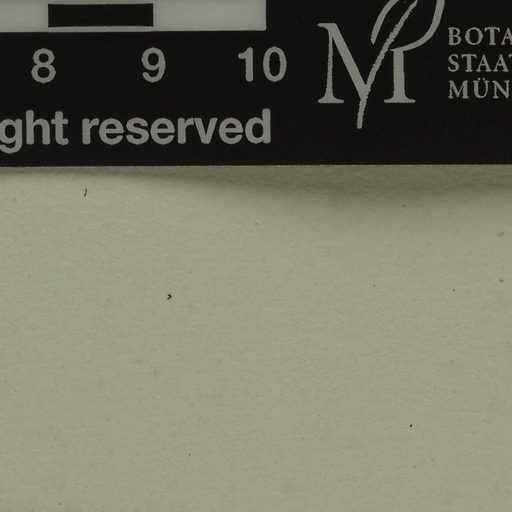 8 9 10
ght reserved
M
BOTA
STAAT
MÜN